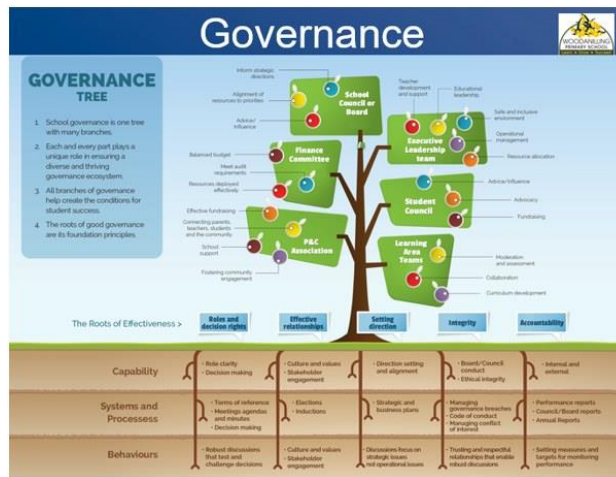 Governance
WOODANILLING
PRIMARY SCHOOL
GOVERNANCE
TREE
1. School governance is one tree
with many branches.
2. Each and every part plays a
unique role in ensuring a
diverse and thriving
governance ecosystem.
3. All branches of governance
help create the conditions for
student success.
4. The roots of good governance
are its foundation principles.
Inform strategic
directions
Alignment of
resources to priorities
Advice/
influence
School
Council or
Board
Teacher
development
and support
Educational
leadership
Safe and inclusive
environment
Operational
management
Resource allocation
Executive
Leadership
team
Balanced budget
Meet audit
requirements
Resources deployed
effectively
Finance
Committee
Advice/influence
Advocacy
Fundraising
Student
Council
Effective fundraising
Connecting parents,
teachers, students
and the community.
School
support
Fostering community
engagement
P&C
Association
Learning
Area
Teams
Moderation
and assessment
Collaboration
Curriculum development
The Roots of Effectiveness >
Roles and
decision rights
Effective
relationships
Setting
direction
Integrity
Accountability
Capability
• Role clarity
• Decision making
• Culture and values
• Stakeholder
engagement
• Direction setting
and alignment
• Board/Council
conduct
• Ethical integrity
• Internal and
external
Systems and
Processess
• Terms of reference
• Meetings agendas
and minutes
• Decision making
• Elections
• Inductions
• Strategic and
business plans
• Managing
governance breaches
• Code of conduct
• Managing conflict
of interest
• Performance reports
• Council/Board reports
• Annual Reports
Behaviours
• Robust discussions
that test and
challenge decisions
• Culture and values
• Stakeholder
engagement
Discussions focus on
strategic issues
not operational issues
• Trusting and respectful
relationships that enable
robust discussions
• Setting measures and
targets for monitoring
performance